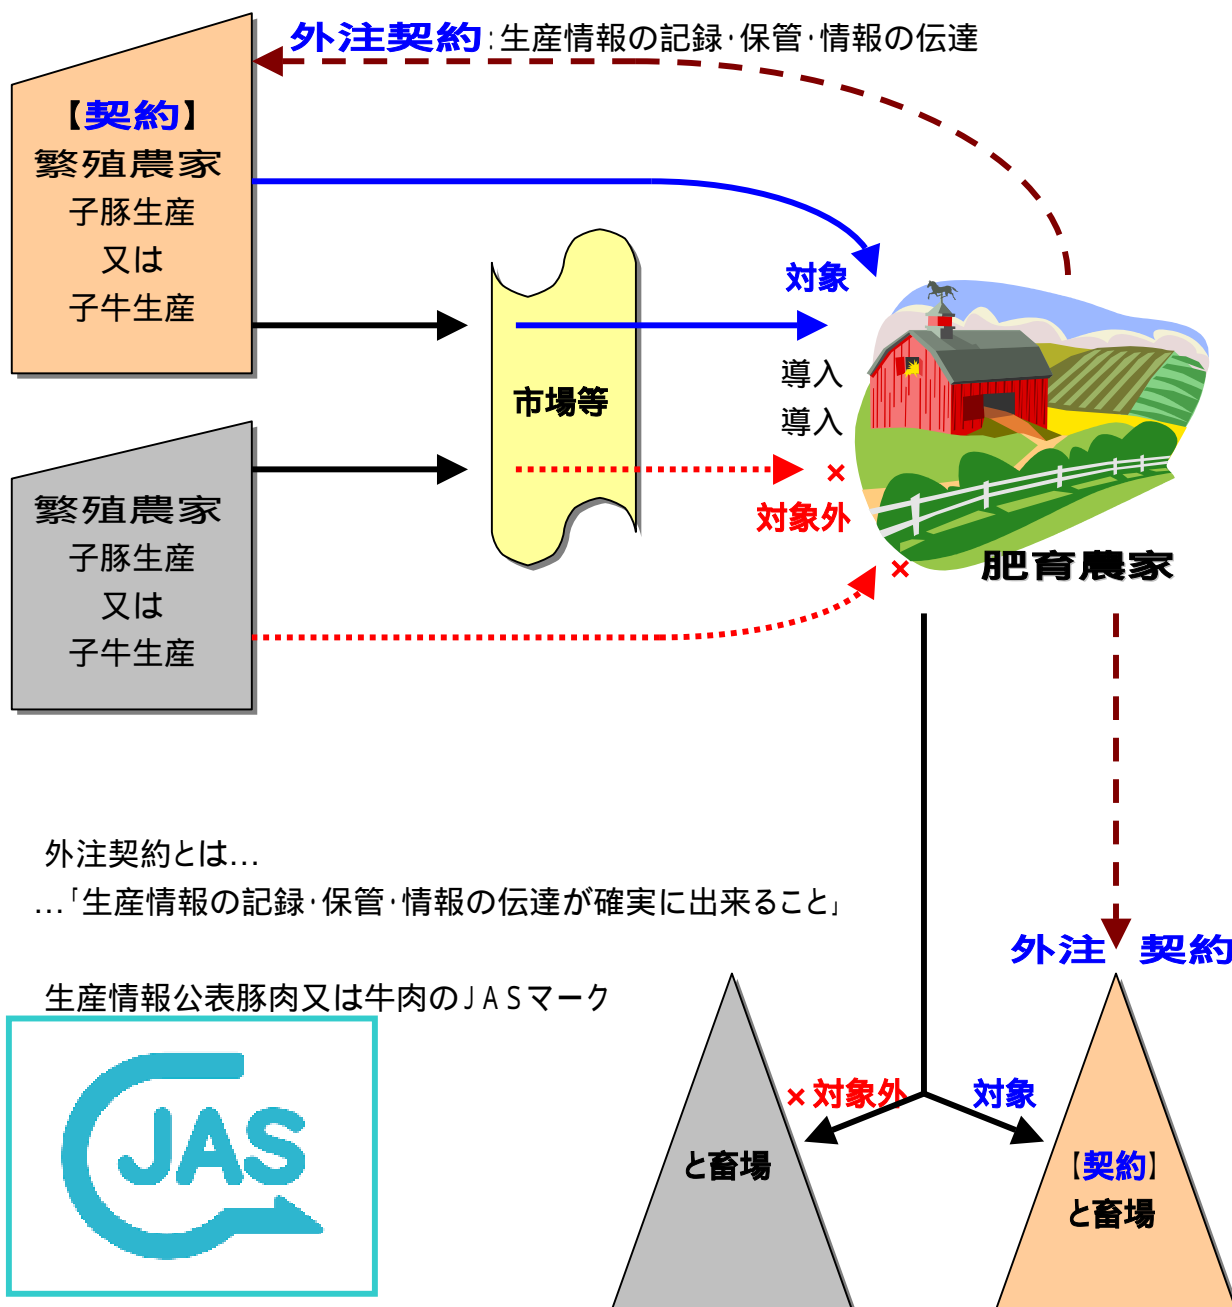 外注契約:生産情報の記録･保管･情報の伝達
【契約】
繁殖農家
子豚生産
又は
子牛生産
対象
市場等
導入
導入
×
対象外
×
肥育農家
繁殖農家
子豚生産
又は
子牛生産
外注契約とは…
…｢生産情報の記録･保管･情報の伝達が確実に出来ること｣
外注 契約
生産情報公表豚肉又は牛肉のＪＡＳマーク
JAS
×対象外
対象
と畜場
【契約】
と畜場